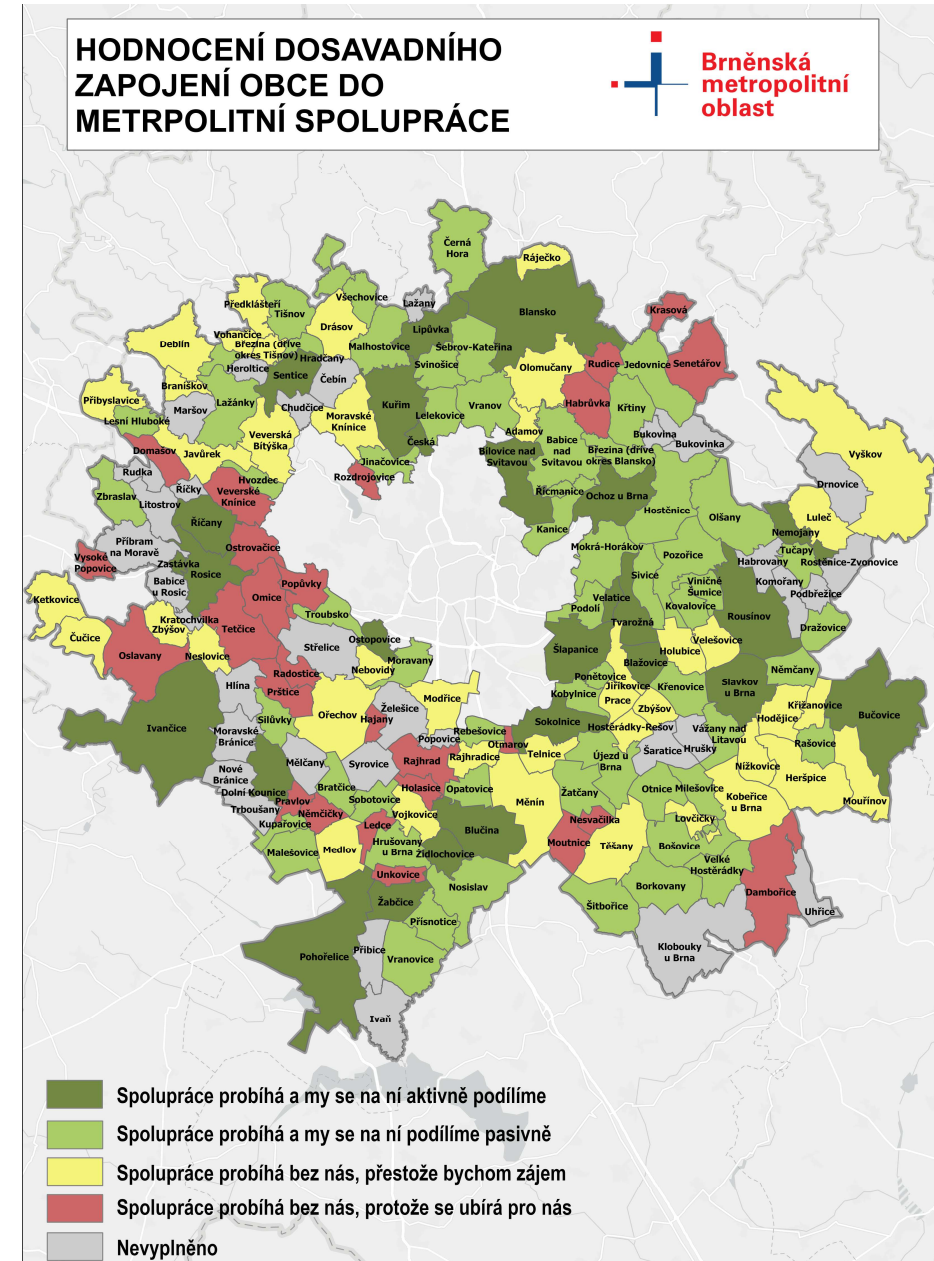 HODNOCENÍ DOSAVADNÍHO
ZAPOJENÍ OBCE DO
METRPOLITNÍ SPOLUPRÁCE
Brněnská
metropolitní
oblast
Černá
Hora
Ráječko
Všechovice
Lažany
Předklášteří
Tišnov
Blansko
Krasová
Drásov
Lipůvka
Vohančice
Deblín
Březina (dříve
okres Tišnov)
Malhostovice
Šebrov-Kateřina
Hradčany
Svinošice
Rudice
Jedovnice
Senetářov
Heroltice
Sentice
Čebín
Olomučany
Braníškov
Přibyslavice
Lažánky
Maršov
Chudčice
Kuřim
Vranov
Habrůvka
Křtiny
Lesní Hluboké
Moravské
Knínice
Lelekovice
Adamov
Veverská
Bitýška
Česká
Babice
nad
Svitavou
Bukovina
Bukovinka
Domašov
Javůrek
Jinačovice
Bílovice nad
Svitavou
Březina (dříve
okres Blansko)
Vyškov
Rudka
Říčky
Hvozdec
Rozdrojovice
Drnovice
Zbraslav
Litostrov
Veverské
Knínice
Řícmanice
Ochoz u Brna
Hostěnice
Olšany
Luleč
Říčany
Kanice
Nemojany
Příbram
na Moravě
Ostrovačice
Mokrá-Horákov
Pozořice
Tučapy
Vysoké
Popovice
Zastávka
Habrovany
Rostěnice-Zvonovice
Rosice
Popůvky
Sivice
Viničné
Šumice
Komořany
Babice
u Rosic
Omice
Velatice
Podbřežice
Ketkovice
Kratochvilka
Troubsko
Podolí
Kovalovice
Rousínov
Zbýšov
Tetčice
Tvarožná
Dražovice
Čučice
Ostopovice
Velešovice
Oslavany
Neslovice
Střelice
Moravany
Šlapanice
Holubice
Nebovidy
Blažovice
Radostice
Ponětovice
Němčany
Hlína
Prštice
Jiříkovice
Křenovice
Slavkov
u Brna
Kobylnice
Prace
Modřice
Křižanovice
Ivančice
Silůvky
Ořechov
Želešice
Zbýšov
Bučovice
Hajany
Sokolnice
Hostěrádky-Rešov
Vážany nad
Litavou
Hodějice
Moravské
Bránice
Rebešovice
Popovice
Otmarov
Rašovice
Telnice
Šaratice
Hrušky
Mělčany
Syrovice
Rajhrad
Rajhradice
Újezd u
Brna
Nížkovice
Nové
Bránice
Heršpice
Bratčice
Holasice
Opatovice
Žatčany
Otnice
Milešovice
Dolní Kounice
Sobotovice
Měnín
Kobeřice
u Brna
Mouřínov
Pravlov
Trboušany
Němčičky
Vojkovice
Nesvačilka
Lovčičky
Kupařovice
Ledce
Blučina
Moutnice
Těšany
Bošovice
Malešovice
Medlov
Hrušovany
u Brna
Židlochovice
Velké
Hostěrádky
Unkovice
Nosislav
Borkovany
Dambořice
Žabčice
Šitbořice
Uhřice
Přísnotice
Přibice
Klobouky
u Brna
Pohořelice
Vranovice
Ivaň
Spolupráce probíhá a my se na ní aktivně podílíme
Spolupráce probíhá a my se na ní podílíme pasivně
Spolupráce probíhá bez nás, přestože bychom zájem
Spolupráce probíhá bez nás, protože se ubírá pro nás
Nevyplněno